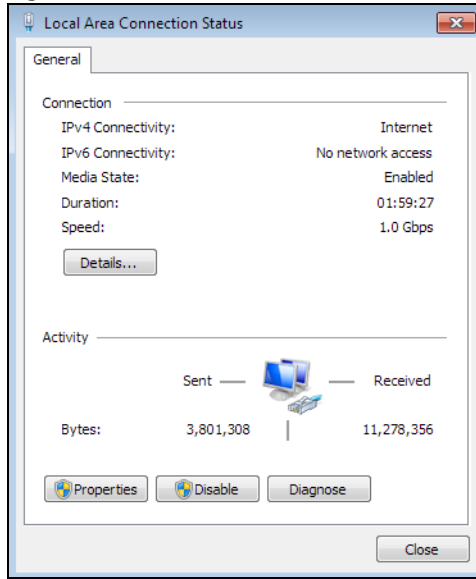 Local Area Connection Status
General
Connection
IPv4 Connectivity: Internet
IPv6 Connectivity: No network access
Media State: Enabled
Duration: 01:59:27
Speed: 1.0 Gbps
Details...
Activity
Sent Received
Bytes: 3,801,308 11,278,356
Properties Disable Diagnose
Close